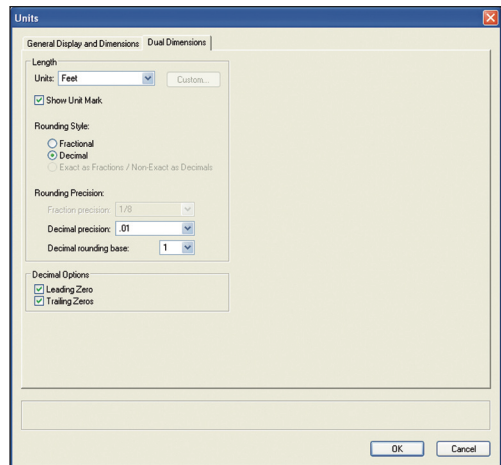 Units
General Display and Dimensions Dual Dimensions
Length
Units: Feet Custom...
Show Unit Mark
Rounding Style:
Fractional
Decimal
Exact as Fractions / Non-Exact as Decimals
Rounding Precision:
Fraction precision: 1/8
Decimal precision: .01
Decimal rounding base: 1
Decimal Options
Leading Zero
Trailing Zeros
OK Cancel